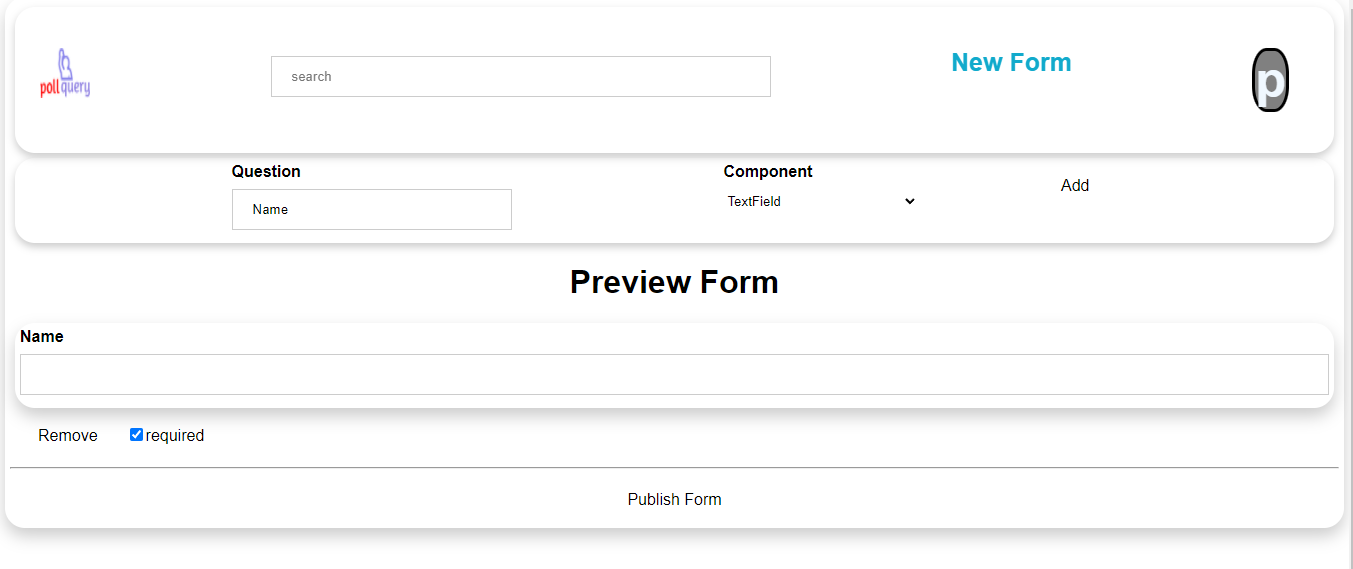 pollquery
search
New Form
p
Question
Component
Name
TextField
Add
Preview Form
Name
Remove
required
Publish Form